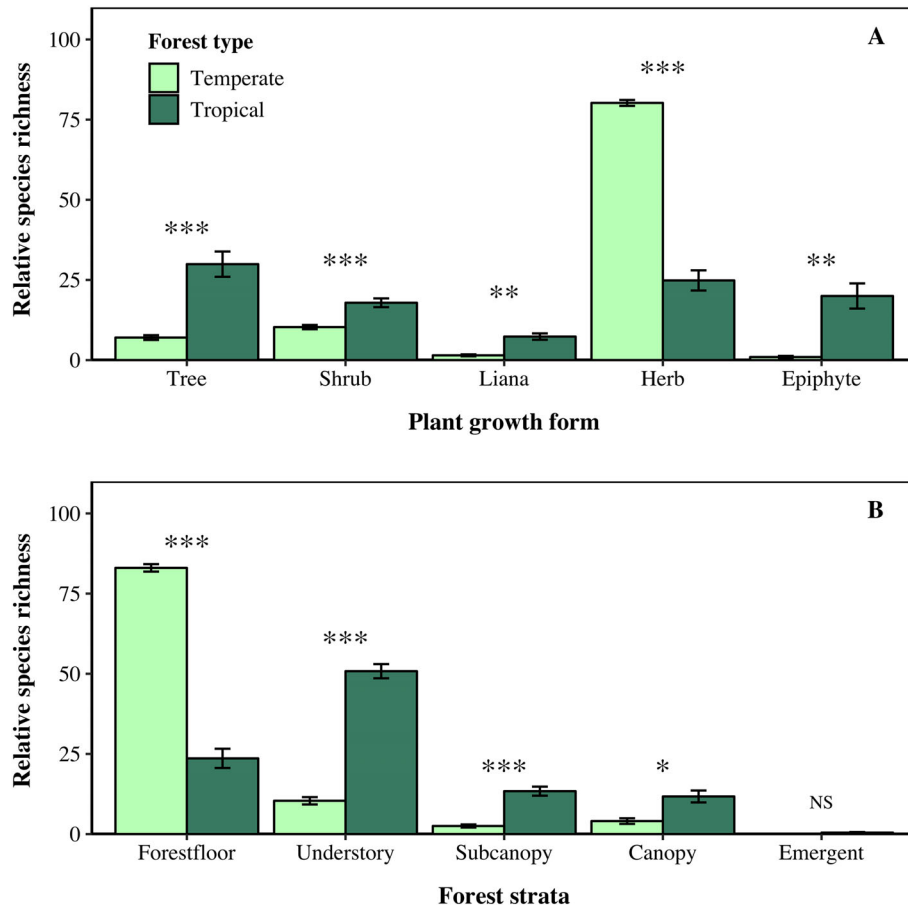 A
Forest type
Temperate
Tropical
Relative species richness
100
75
50
25
0
***
***
**
***
**
Tree Shrub Liana Herb Epiphyte
Plant growth form
B
Relative species richness
100
75
50
25
0
***
***
***
*
NS
Forestfloor Understory Subcanopy Canopy Emergent
Forest strata